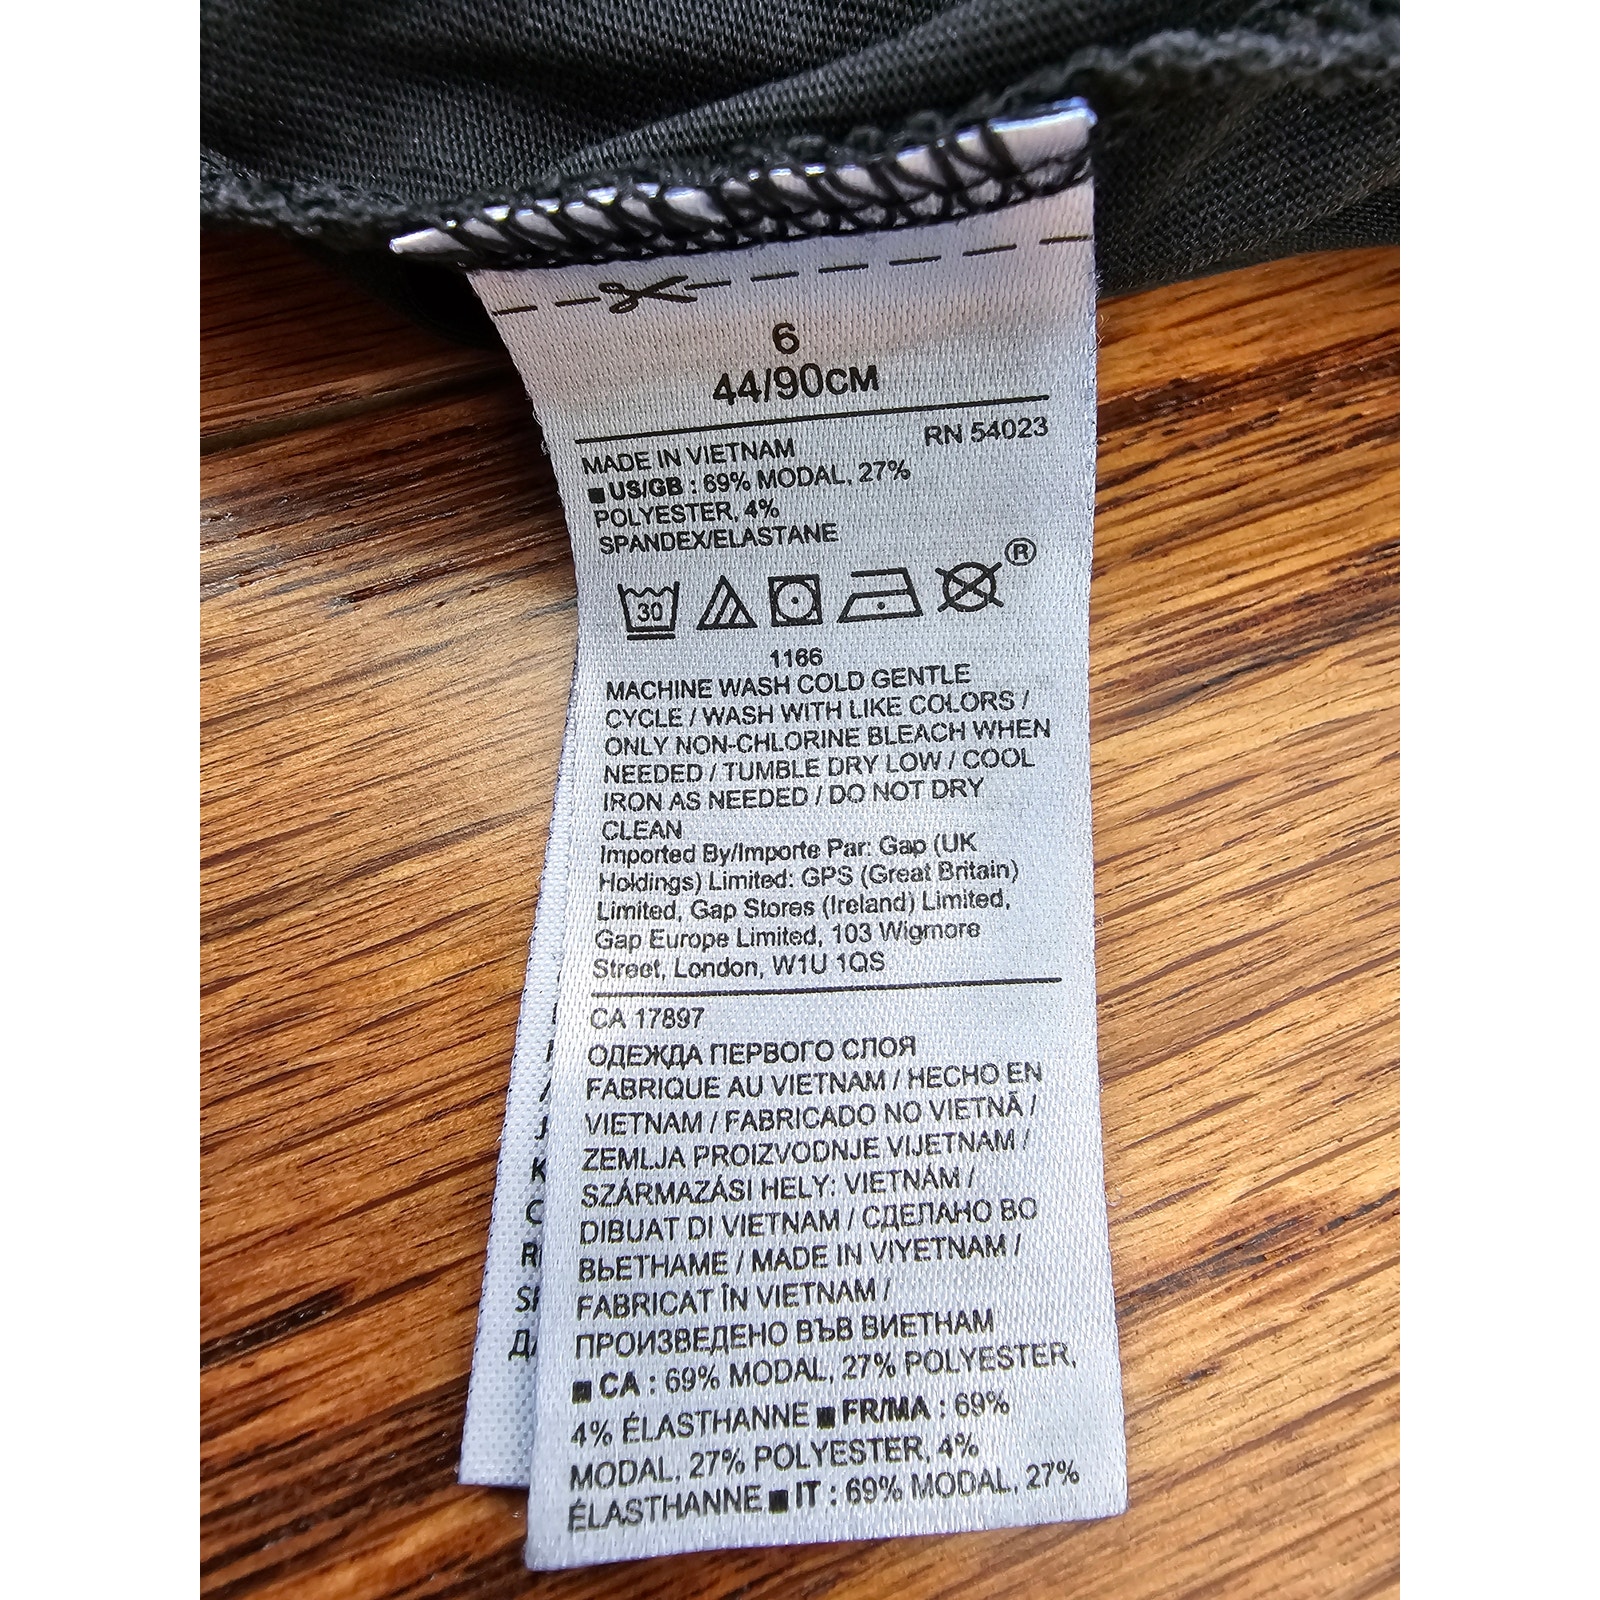 6
44/90CM
RN 54023
MADE IN VIETNAM
■ US/GB : 69% MODAL, 27%
POLYESTER, 4%
SPANDEX/ELASTANE
®
30
1166
MACHINE WASH COLD GENTLE
CYCLE / WASH WITH LIKE COLORS /
ONLY NON-CHLORINE BLEACH WHEN
NEEDED / TUMBLE DRY LOW / COOL
IRON AS NEEDED / DO NOT DRY
CLEAN
Imported By/Importe Par: Gap (UK
Holdings) Limited: GPS (Great Britain)
Limited, Gap Stores (Ireland) Limited,
Gap Europe Limited, 103 Wigmore
Street, London, W1U 1QS
CA 17897
ОДЕЖДА ПЕРВОГО СЛОЯ
FABRIQUE AU VIETNAM / HECHO EN
VIETNAM / FABRICADO NO VIETNÃ /
ZEMLJA PROIZVODNJE VIJETNAM /
SZÁRMAZÁSI HELY: VIETNÁM /
DIBUAT DI VIETNAM / СДЕЛАНО ВО
ВЬЕТНАМЕ / MADE IN VIYETNAM /
FABRICAT ÎN VIETNAM /
ПРОИЗВЕДЕНО ВЪВ ВИЕТНАМ
■ CA : 69% MODAL, 27% POLYESTER,
4% ÉLASTHANNE ■ FR/MA : 69%
MODAL, 27% POLYESTER, 4%
ÉLASTHANNE ■ IT : 69% MODAL, 27%